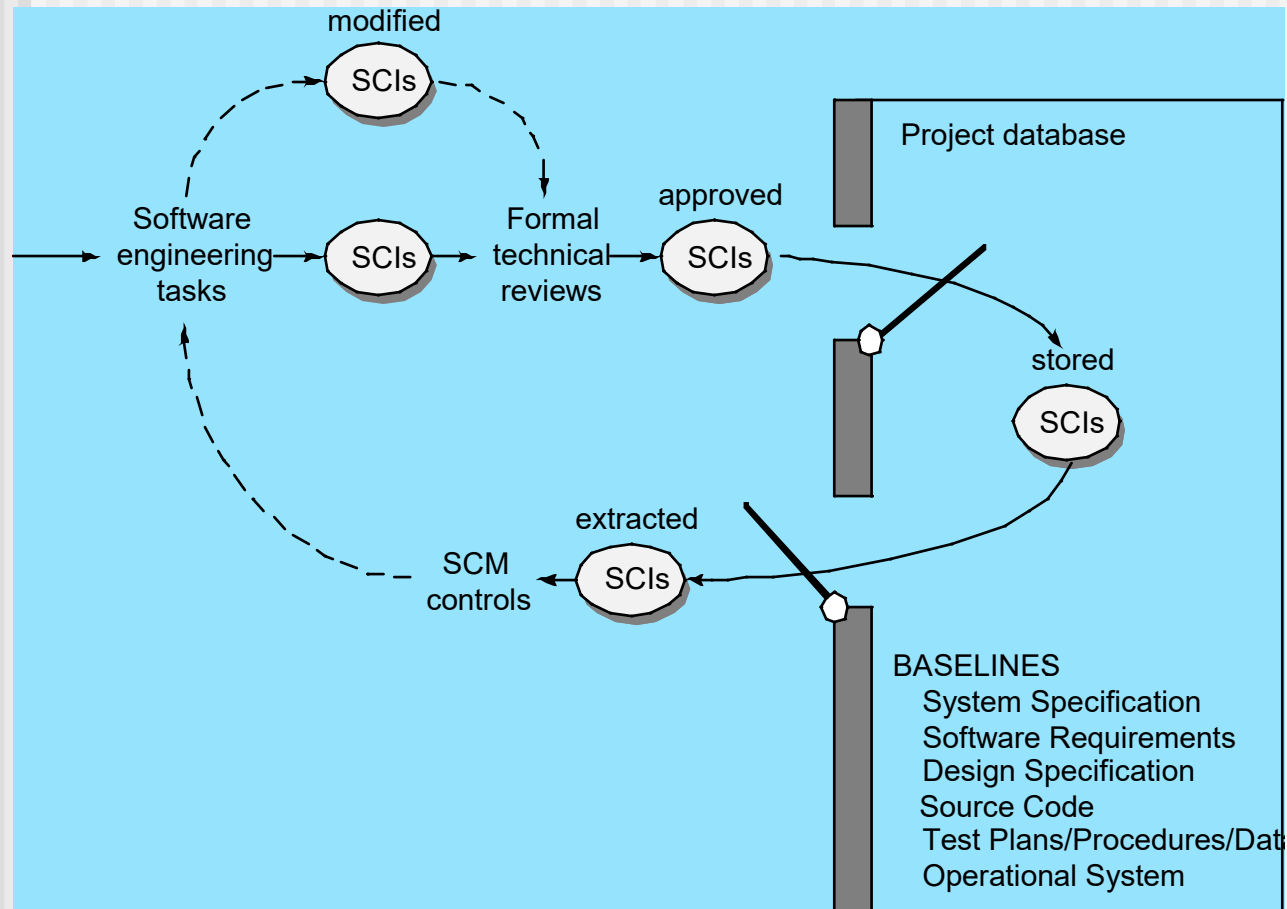 modified
SCIs
Project database
approved
Software
engineering
tasks
SCIs
Formal
technical
reviews
SCIs
stored
SCIs
extracted
SCIs
SCM
controls
BASELINES
System Specification
Software Requirements
Design Specification
Source Code
Test Plans/Procedures/Data
Operational System